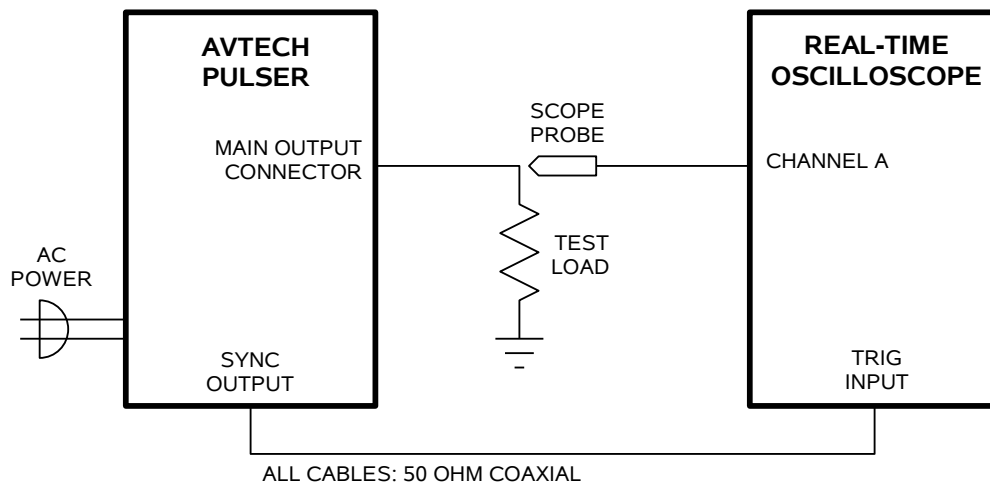 AVTECH
PULSER
REAL-TIME
OSCILLOSCOPE
SCOPE
PROBE
MAIN OUTPUT
CONNECTOR
CHANNEL A
TEST
LOAD
AC
POWER
SYNC
OUTPUT
TRIG
INPUT
ALL CABLES: 50 OHM COAXIAL